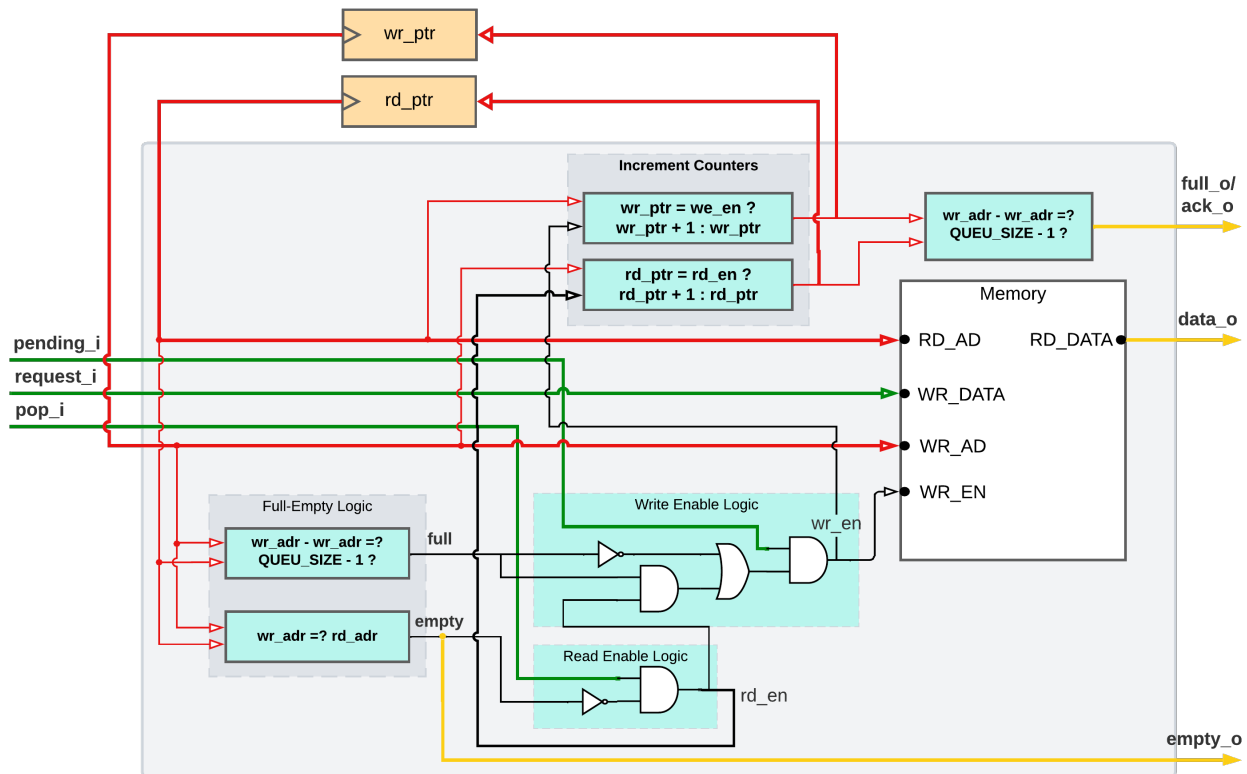 wr_ptr
rd_ptr
Increment Counters
wr_ptr = we_en ?
wr_ptr + 1 : wr_ptr
rd_ptr = rd_en ?
rd_ptr + 1 : rd_ptr
wr_adr - wr_adr =?
QUEU_SIZE - 1 ?
full_o/
ack_o
Memory
RD_AD
RD_DATA
WR_DATA
WR_AD
WR_EN
data_o
pending_i
request_i
pop_i
Full-Empty Logic
wr_adr - wr_adr =?
QUEU_SIZE - 1 ?
full
wr_adr =? rd_adr
empty
Write Enable Logic
wr_en
Read Enable Logic
rd_en
empty_o